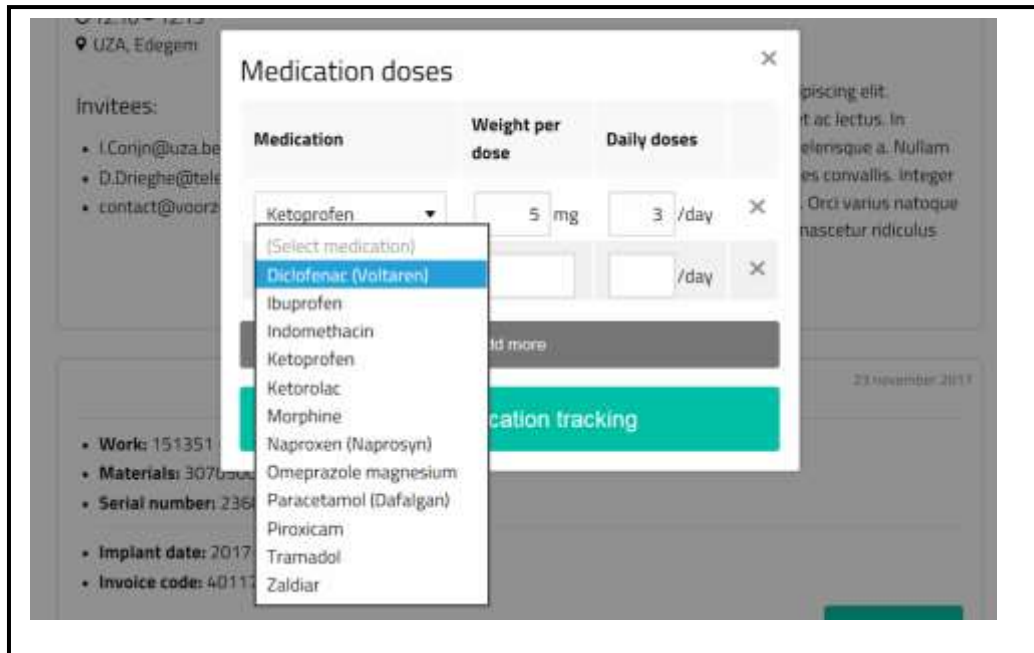 UZA, Edegem
Invitees:
I.Conjn@uza.be
D.Drieghe@tele
contact@voorz
Medication doses
×
Medication
Weight per
dose
Daily doses
Ketoprofen
5 mg
3 /day
×
/day
×
(Select medication)
Diclofenac (Voltaren)
Ibuprofen
Indomethacin
Ketoprofen
Ketorolac
Morphine
Naproxen (Naprosyn)
Omeprazole magnesium
Paracetamol (Dafalgan)
Piroxicam
Tramadol
Zaldiar
dd more
cation tracking
piscing elit.
t ac lectus. In
elerisque a. Nullam
es convallis. Integer
. Orci varius natoque
nascetur ridiculus
23 november 2017
Work: 151351
Materials:
Serial number: 236
Implant date: 2017
Invoice code: 40117